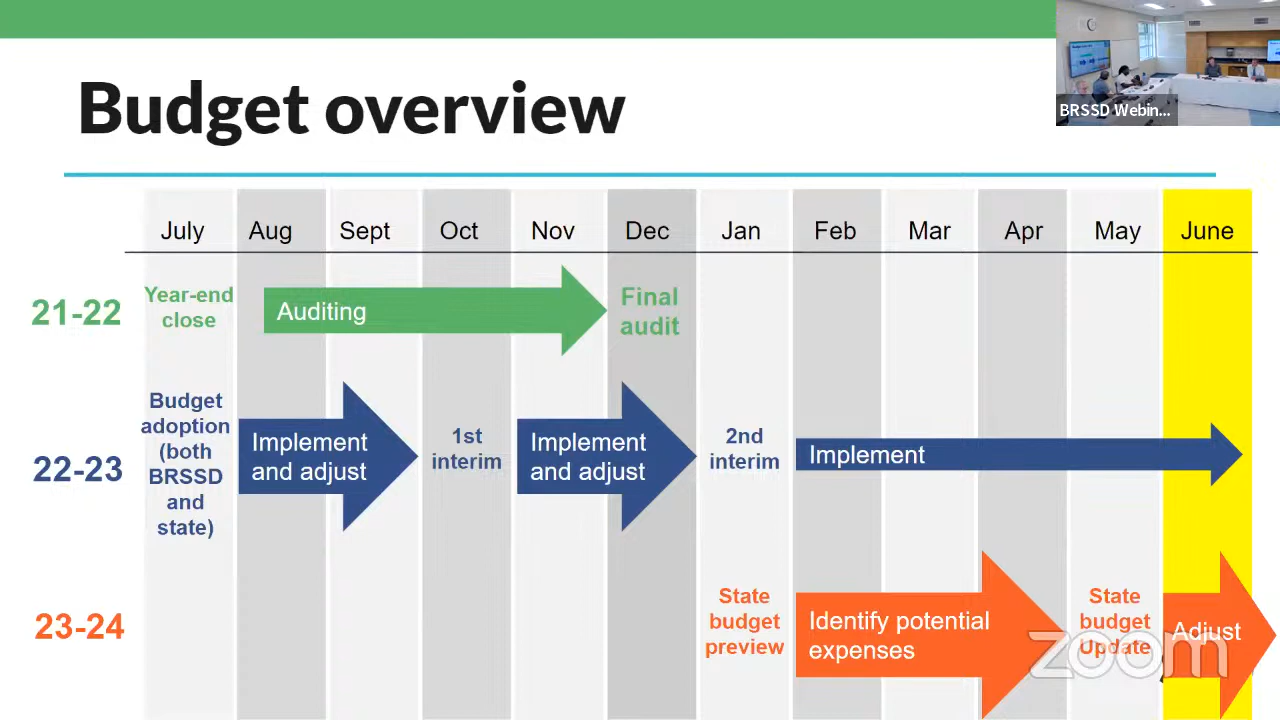 Budget overview
BRSSD Webin...
July Aug Sept Oct Nov Dec Jan Feb Mar Apr May June
21-22
Year-end
close
Auditing
Final
audit
22-23
Budget
adoption
(both
BRSSD
and
state)
Implement
and adjust
1st
interim
Implement
and adjust
2nd
interim
Implement
23-24
State
budget
preview
Identify potential
expenses
State
budget
Update
Adjust
zoom